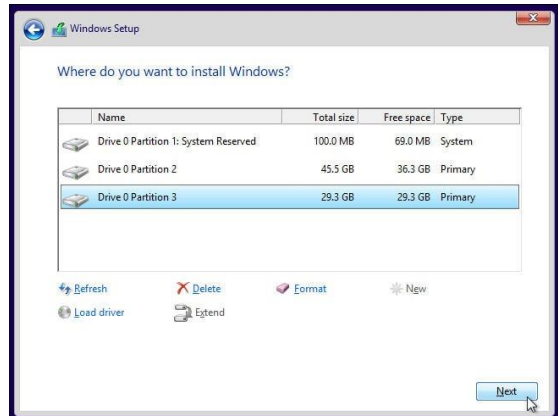 Windows Setup
Where do you want to install Windows?
Name Total size Free space Type
Drive 0 Partition 1: System Reserved 100.0 MB 69.0 MB System
Drive 0 Partition 2 45.5 GB 36.3 GB Primary
Drive 0 Partition 3 29.3 GB 29.3 GB Primary
Refresh Delete Format New
Load driver Extend
Next